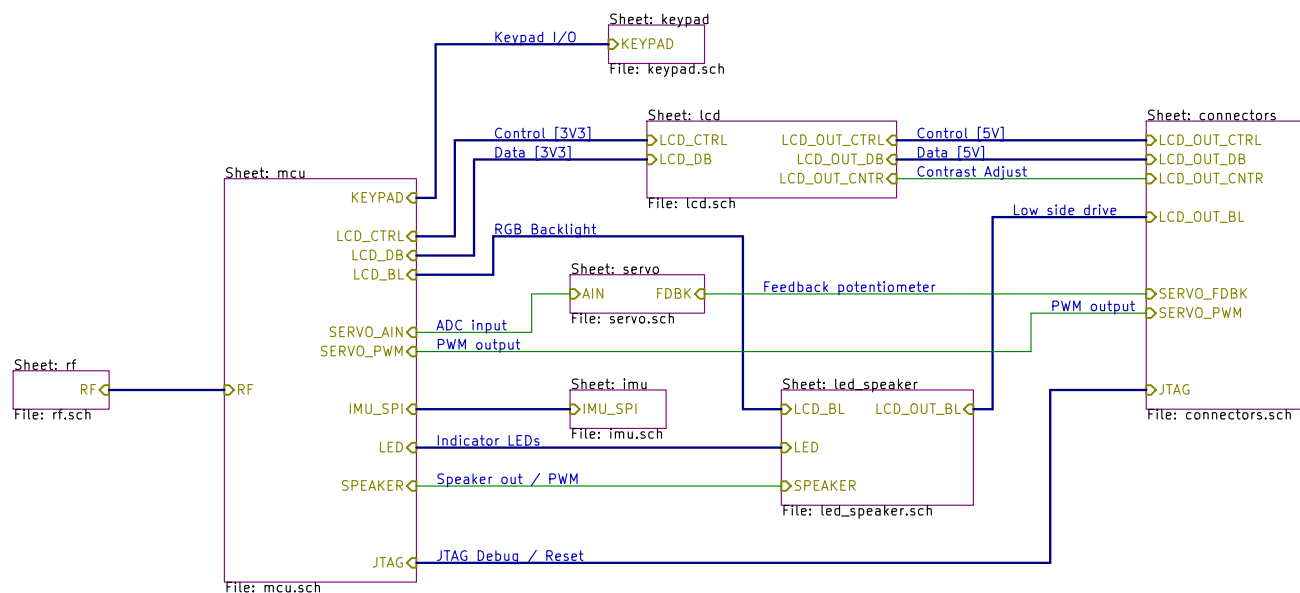 Sheet: keypad
Keypad I/O
KEYPAD
File: keypad.sch
Sheet: lcd
Control [3V3]
LCD_CTRL
LCD_OUT_CTRL
Data [3V3]
LCD_DB
LCD_OUT_DB
LCD_OUT_CNTR
File: lcd.sch
Control [5V]
Data [5V]
Contrast Adjust
Sheet: connectors
LCD_OUT_CTRL
LCD_OUT_DB
LCD_OUT_CNTR
Low side drive
LCD_OUT_BL
Sheet: mcu
KEYPAD
LCD_CTRL
LCD_DB
LCD_BL
RGB Backlight
Sheet: servo
AIN
FDBK
File: servo.sch
Feedback potentiometer
SERVO_FDBK
PWM output
SERVO_PWM
SERVO_AIN
ADC input
SERVO_PWM
PWM output
Sheet: rf
RF
File: rf.sch
RF
IMU_SPI
Sheet: imu
IMU_SPI
File: imu.sch
Sheet: led_speaker
LCD_BL
LCD_OUT_BL
JTAG
File: connectors.sch
LED
Indicator LEDs
LED
SPEAKER
Speaker out / PWM
SPEAKER
File: led_speaker.sch
JTAG
JTAG Debug / Reset
File: mcu.sch